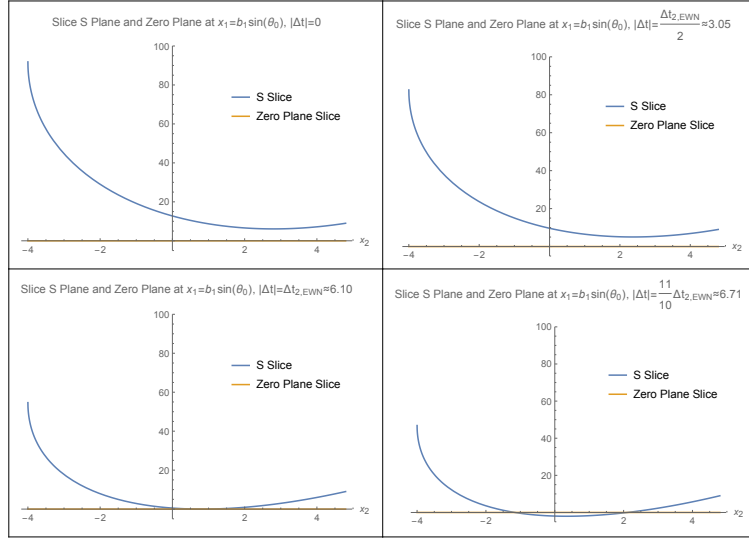 Slice S Plane and Zero Plane at x₁=b₁sin(θ₀), |Δt|=0
100
80
60
40
20
−4
−2
2
4
x₂
S Slice
Zero Plane Slice
Slice S Plane and Zero Plane at x₁=b₁sin(θ₀), |Δt|=Δt₂,EWN/2≈3.05
100
80
60
40
20
−4
−2
0
2
4
x₂
S Slice
Zero Plane Slice
Slice S Plane and Zero Plane at x₁=b₁sin(θ₀), |Δt|=Δt₂,EWN≈6.10
100
80
60
40
20
−4
−2
2
4
x₂
S Slice
Zero Plane Slice
Slice S Plane and Zero Plane at x₁=b₁sin(θ₀), |Δt|=11/10Δt₂,EWN≈6.71
100
80
60
40
20
−4
−2
0
2
4
x₂
S Slice
Zero Plane Slice